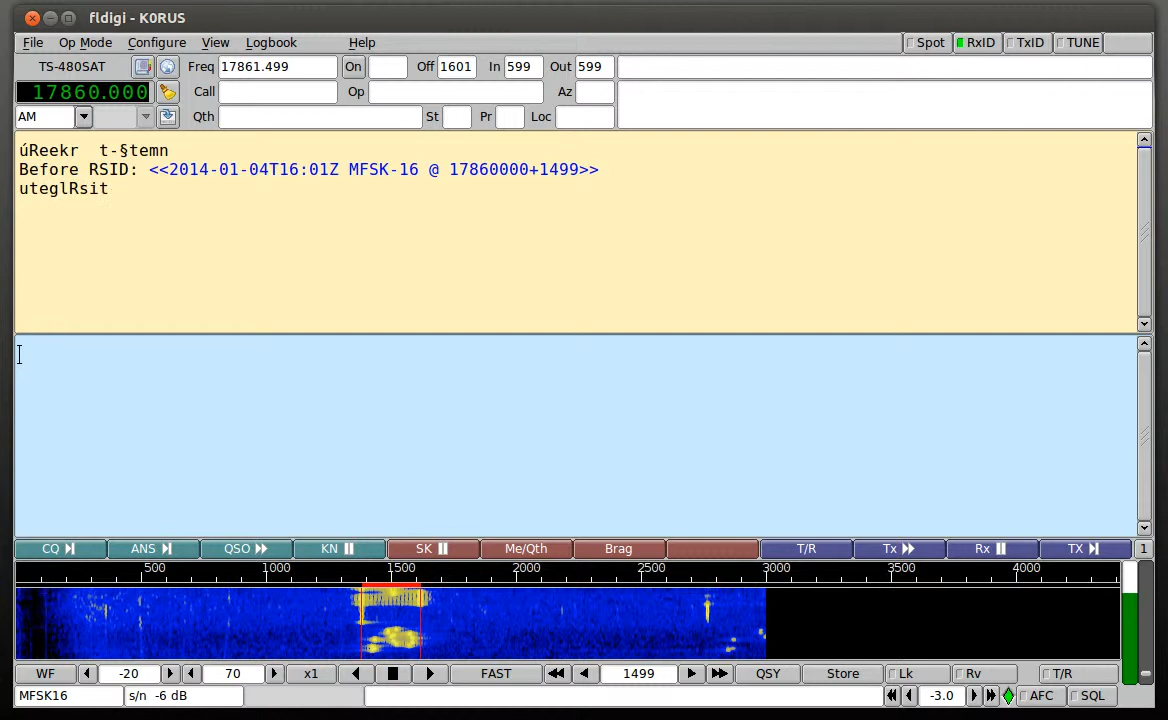 fldigi - K0RUS
File Op Mode Configure View Logbook Help Spot RxID TxID TUNE
TS-480SAT Freq 17861.499 On Off 1601 In 599 Out 599
17860.000 Call Op Az
AM Qth St Pr Loc
úReekr t-§temn
Before RSID: <<2014-01-04T16:01Z MFSK-16 @ 17860000+1499>>
uteglRsit
CQ ANS QSO KN SK Me/Qth Brag T/R Tx Rx TX 1
500 1000 1500 2000 2500 3000 3500 4000
WF -20 70 x1 FAST 1499 QSY Store Lk Rv T/R
MFSK16 s/n -6 dB -3.0 AFC SQL